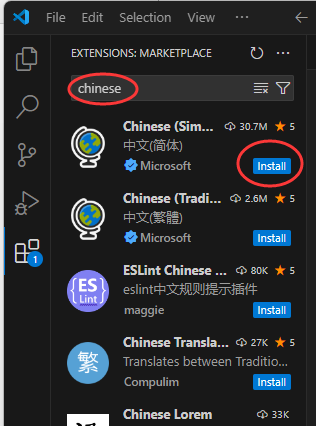 File Edit Selection View ...
EXTENSIONS: MARKETPLACE
chinese
Chinese (Sim... 30.7M 5
中文(简体)
Microsoft Install
Chinese (Tradi... 2.6M 5
中文(繁體)
Microsoft Install
ES Lint
ESLint Chinese ... 80K 5
eslint中文规则提示插件
maggie Install
繁
Chinese Transla... 27K 5
Translates between Traditio...
Compulim Install
Chinese Lorem 33K
1